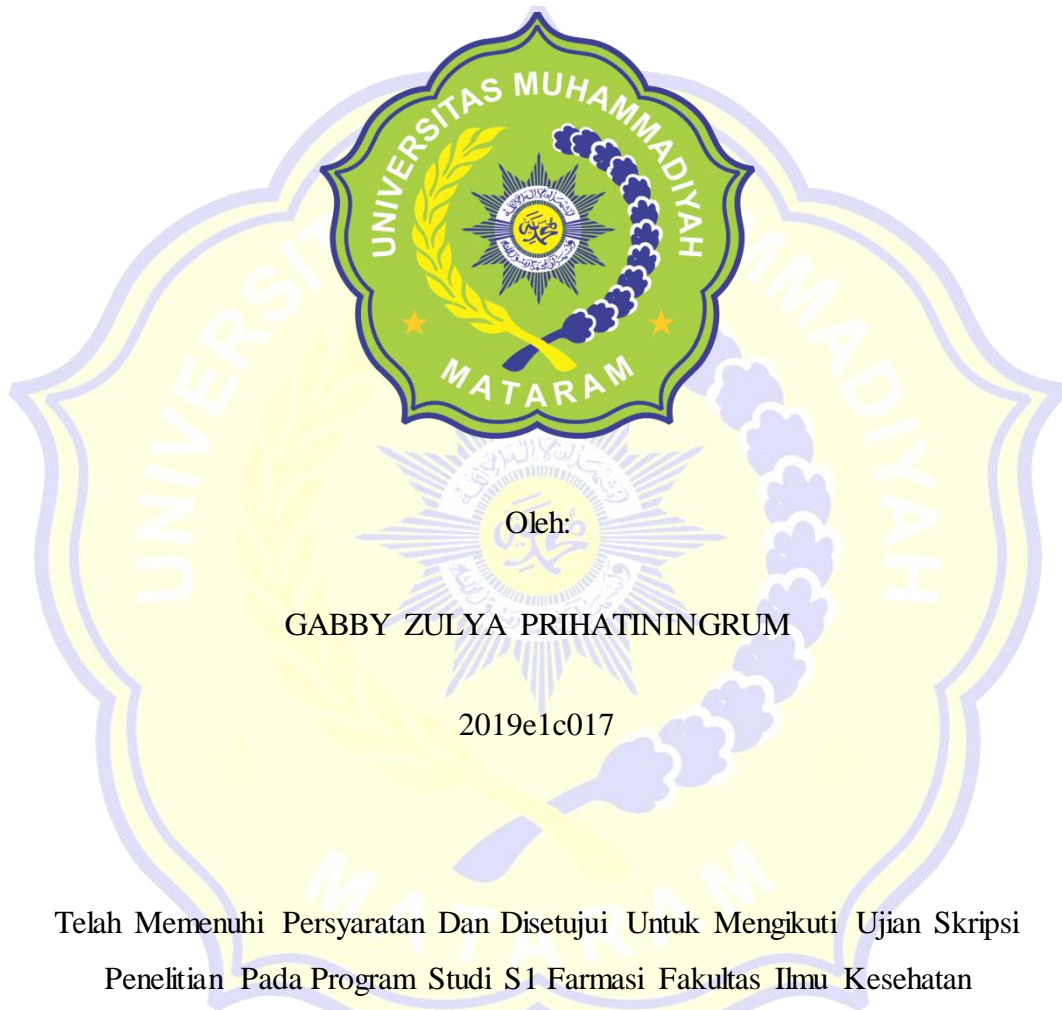 UNIVERSITAS MUHAMMADIYAH
MATARAM
Oleh:
GABBY ZULYA PRIHATININGRUM
2019e1c017
Telah Memenuhi Persyaratan Dan Disetujui Untuk Mengikuti Ujian Skripsi
Penelitian Pada Program Studi S1 Farmasi Fakultas Ilmu Kesehatan